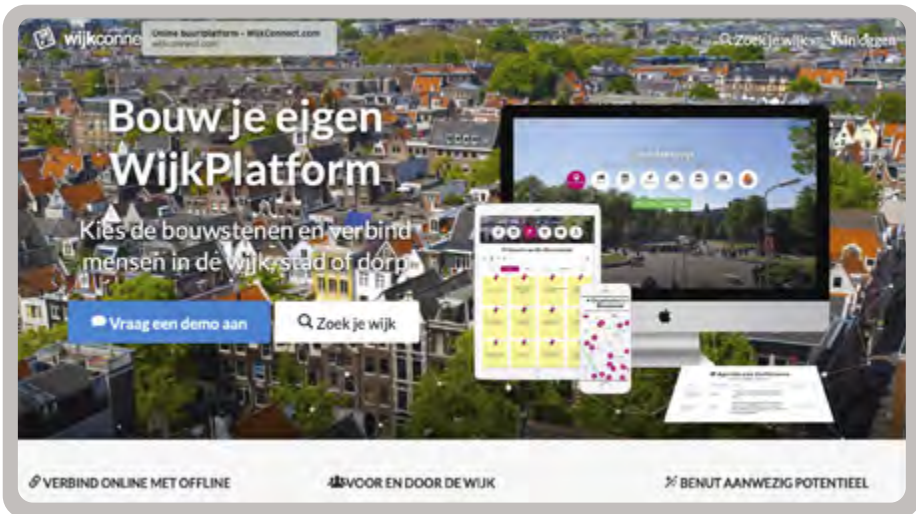 wijkconne
Online buurtplatform - WijkConnect.com
wijkconnect.com
Zoek je wijk
Bouw je eigen
WijkPlatform
Kies de bouwstenen en verbind
mensen in de wijk, stad of dorp.
Vraag een demo aan
Zoek je wijk
VERBIND ONLINE MET OFFLINE
VOOR EN DOOR DE WIJK
BENUT AANWEZIG POTENTIEEL